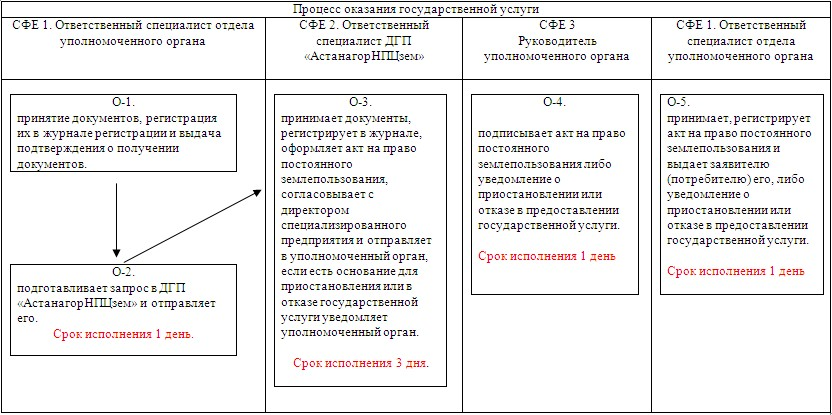 Процесс оказания государственной услуги
СФЕ 1. Ответственный специалист отдела
уполномоченного органа
СФЕ 2. Ответственный
специалист ДГП
«АстанагорНПЦзем»
СФЕ 3
Руководитель
уполномоченного органа
СФЕ 1. Ответственный
специалист отдела
уполномоченного органа
О-1.
принятие документов, регистрация
их в журнале регистрации и выдача
подтверждения о получении
документов.
О-2.
подготавливает запрос в ДГП
«АстанагорНПЦзем» и отправляет
его.
Срок исполнения 1 день.
О-3.
принимает документы,
регистрирует в журнале,
оформляет акт на право
постоянного
землепользования,
согласовывает с
директором
специализированного
предприятия и отправляет
в уполномоченный орган,
если есть основание для
приостановления или в
отказе государственной
услуги уведомляет
уполномоченный орган.
Срок исполнения 3 дня.
О-4.
подписывает акт на право
постоянного
землепользования либо
уведомление о
приостановлении или
отказе в предоставлении
государственной услуги.
Срок исполнения 1 день
О-5.
принимает, регистрирует
акт на право постоянного
землепользования и
выдает заявителю
(потребителю) его, либо
уведомление о
приостановлении или
отказе в предоставлении
государственной услуги.
Срок исполнения 1 день